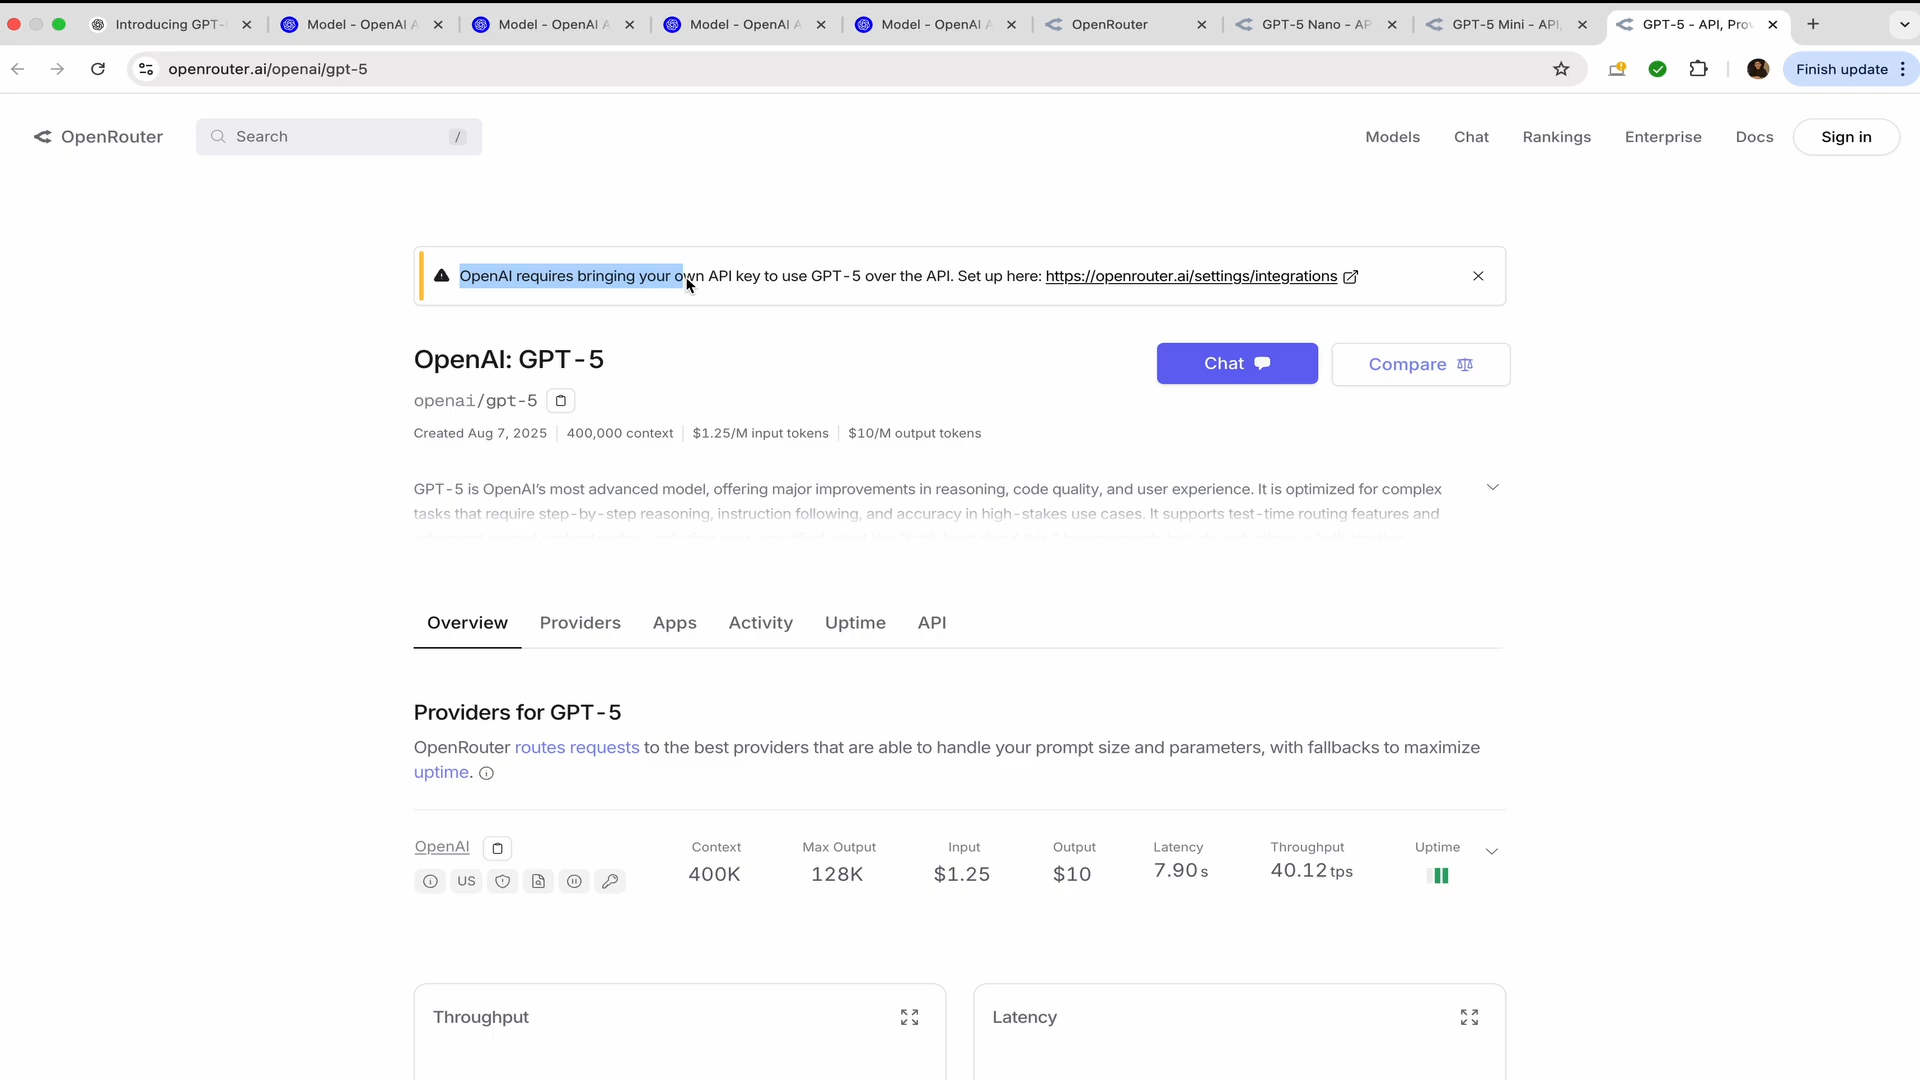 Introducing GPT-
Model - OpenAI A
Model - OpenAI A
Model - OpenAI A
Model - OpenAI A
OpenRouter
GPT-5 Nano - AP
GPT-5 Mini - API,
GPT-5 - API, Pro
openrouter.ai/openai/gpt-5
Finish update
OpenRouter
Search
/
Models
Chat
Rankings
Enterprise
Docs
Sign in
OpenAI requires bringing your own API key to use GPT-5 over the API. Set up here: https://openrouter.ai/settings/integrations
OpenAI: GPT-5
Chat
Compare
openai/gpt-5
Created Aug 7, 2025
400,000 context
$1.25/M input tokens
$10/M output tokens
GPT-5 is OpenAI's most advanced model, offering major improvements in reasoning, code quality, and user experience. It is optimized for complex
tasks that require step-by-step reasoning, instruction following, and accuracy in high-stakes use cases. It supports test-time routing features and
Overview
Providers
Apps
Activity
Uptime
API
Providers for GPT-5
OpenRouter routes requests to the best providers that are able to handle your prompt size and parameters, with fallbacks to maximize
uptime.
OpenAI
US
Context
400K
Max Output
128K
Input
$1.25
Output
$10
Latency
7.90s
Throughput
40.12tps
Uptime
Throughput
Latency